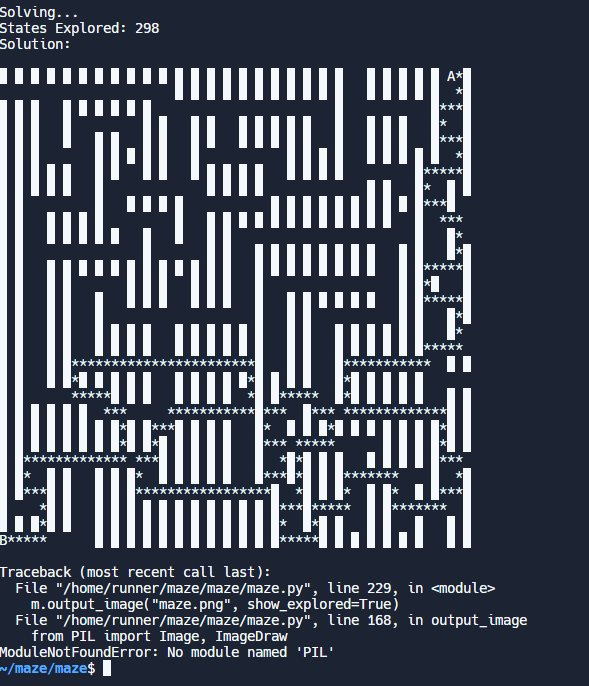 Solving...
States Explored: 298
Solution:
A*
B*****
Traceback (most recent call last):
  File "/home/runner/maze/maze/maze.py", line 229, in <module>
    m.output_image("maze.png", show_explored=True)
  File "/home/runner/maze/maze/maze.py", line 168, in output_image
    from PIL import Image, ImageDraw
ModuleNotFoundError: No module named 'PIL'
~/maze/maze$